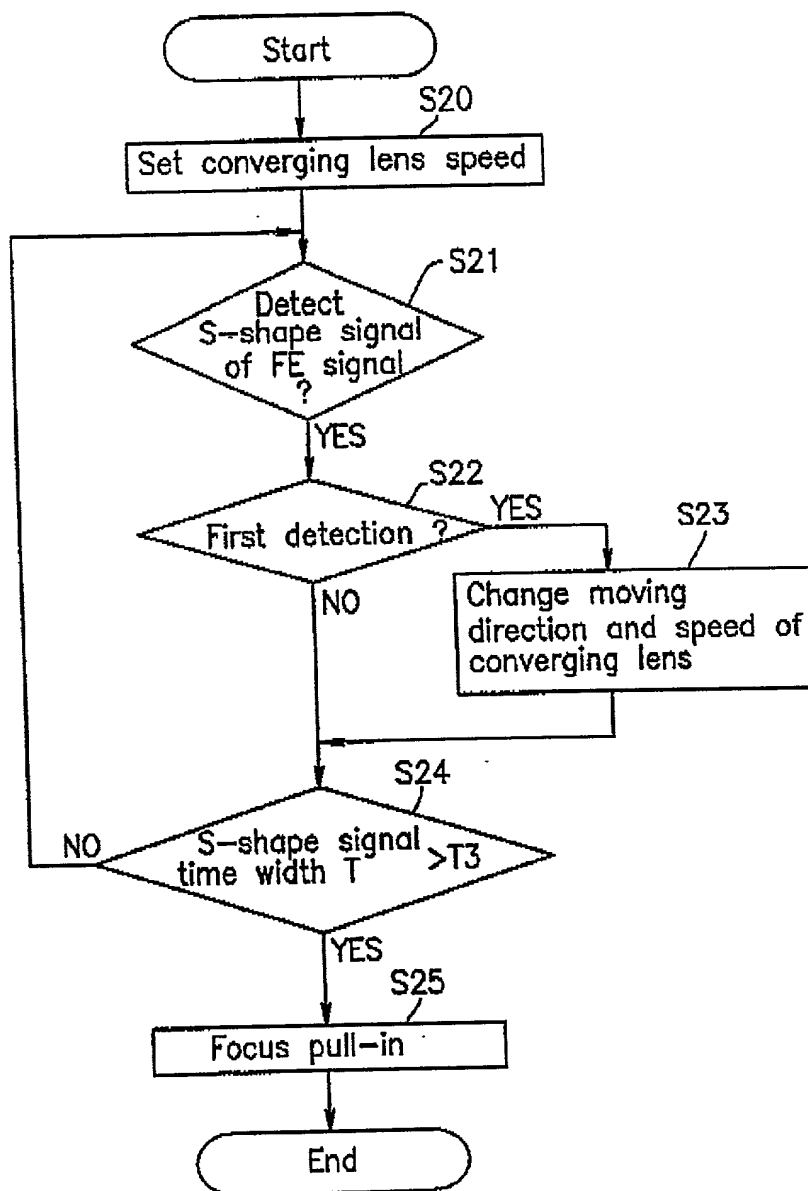 Start
S20
Set converging lens speed
S21
Detect
S-shape signal
of FE signal
?
YES
S22
First detection ?
YES
S23
NO
Change moving
direction and speed of
converging lens
S24
NO
S-shape signal
time width T >T3
YES
S25
Focus pull-in
End